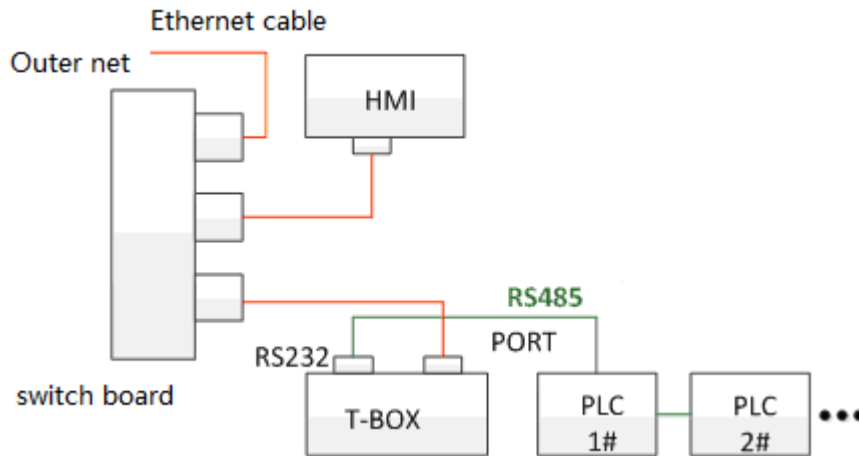 Ethernet cable
Outer net
HMI
RS485
RS232
PORT
switch board
T-BOX
PLC
1#
PLC
2#